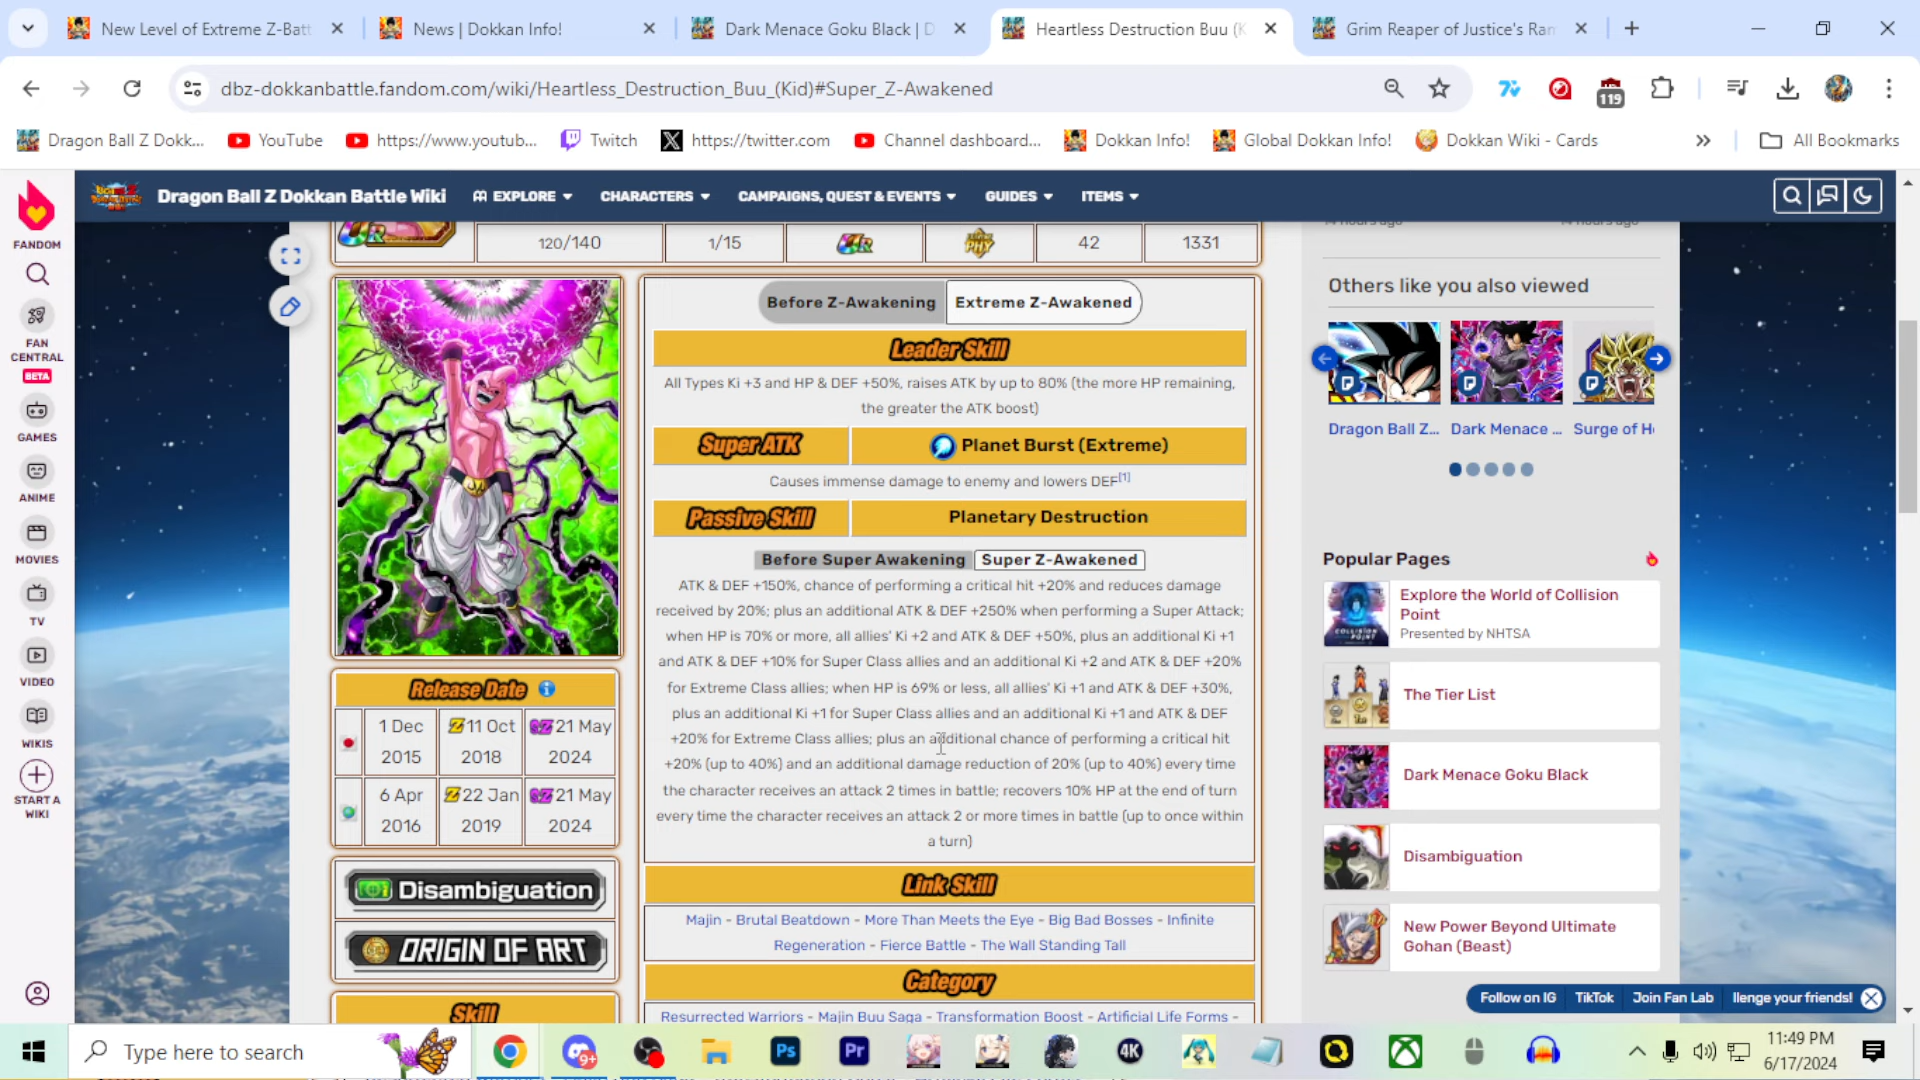 New Level of Extreme Z-Batt
News | Dokkan Info!
Dark Menace Goku Black | D
Heartless Destruction Buu (K
Grim Reaper of Justice's Ran
dbz-dokkanbattle.fandom.com/wiki/Heartless_Destruction_Buu_(Kid)#Super_Z-Awakened
119
Dragon Ball Z Dokk...
YouTube
https://www.youtub...
Twitch
https://twitter.com
Channel dashboard...
Dokkan Info!
Global Dokkan Info!
Dokkan Wiki - Cards
All Bookmarks
Dragon Ball Z Dokkan Battle Wiki
EXPLORE
CHARACTERS
CAMPAIGNS, QUEST & EVENTS
GUIDES
ITEMS
FANDOM
FAN CENTRAL
BETA
GAMES
ANIME
MOVIES
TV
VIDEO
WIKIS
START A WIKI
UR
120/140
1/15
UR
PHY
42
1331
Before Z-Awakening
Extreme Z-Awakened
Leader Skill
All Types Ki +3 and HP & DEF +50%, raises ATK by up to 80% (the more HP remaining,
the greater the ATK boost)
Super ATK
Planet Burst (Extreme)
Causes immense damage to enemy and lowers DEF[1]
Passive Skill
Planetary Destruction
Before Super Awakening
Super Z-Awakened
ATK & DEF +150%, chance of performing a critical hit +20% and reduces damage
received by 20%; plus an additional ATK & DEF +250% when performing a Super Attack;
when HP is 70% or more, all allies' Ki +2 and ATK & DEF +50%, plus an additional Ki +1
and ATK & DEF +10% for Super Class allies and an additional Ki +2 and ATK & DEF +20%
for Extreme Class allies; when HP is 69% or less, all allies' Ki +1 and ATK & DEF +30%,
plus an additional Ki +1 for Super Class allies and an additional Ki +1 and ATK & DEF
+20% for Extreme Class allies; plus an additional chance of performing a critical hit
+20% (up to 40%) and an additional damage reduction of 20% (up to 40%) every time
the character receives an attack 2 times in battle; recovers 10% HP at the end of turn
every time the character receives an attack 2 or more times in battle (up to once within
a turn)
Link Skill
Majin - Brutal Beatdown - More Than Meets the Eye - Big Bad Bosses - Infinite
Regeneration - Fierce Battle - The Wall Standing Tall
Category
Resurrected Warriors - Majin Buu Saga - Transformation Boost - Artificial Life Forms -
Release Date
1 Dec 2015
Z 11 Oct 2018
SZ 21 May 2024
6 Apr 2016
Z 22 Jan 2019
SZ 21 May 2024
Disambiguation
ORIGIN OF ART
Skill
14 hours ago
14 hours ago
Others like you also viewed
Dragon Ball Z...
Dark Menace ...
Surge of H
Popular Pages
Explore the World of Collision
Point
Presented by NHTSA
The Tier List
Dark Menace Goku Black
Disambiguation
New Power Beyond Ultimate
Gohan (Beast)
Follow on IG
TikTok
Join Fan Lab
llenge your friends!
Type here to search
9+
Ps
Pr
4K
11:49 PM
6/17/2024